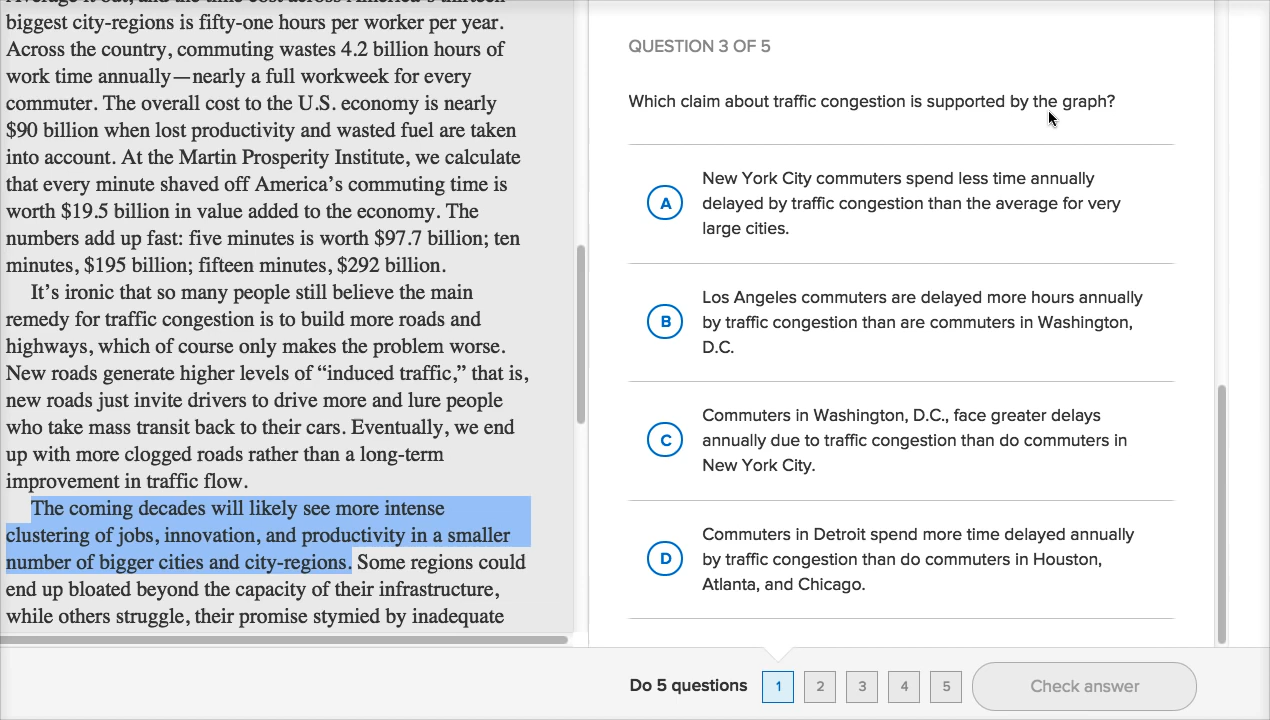 biggest city-regions is fifty-one hours per worker per year.
Across the country, commuting wastes 4.2 billion hours of
work time annually—nearly a full workweek for every
commuter. The overall cost to the U.S. economy is nearly
$90 billion when lost productivity and wasted fuel are taken
into account. At the Martin Prosperity Institute, we calculate
that every minute shaved off America’s commuting time is
worth $19.5 billion in value added to the economy. The
numbers add up fast: five minutes is worth $97.7 billion; ten
minutes, $195 billion; fifteen minutes, $292 billion.
It’s ironic that so many people still believe the main
remedy for traffic congestion is to build more roads and
highways, which of course only makes the problem worse.
New roads generate higher levels of “induced traffic,” that is,
new roads just invite drivers to drive more and lure people
who take mass transit back to their cars. Eventually, we end
up with more clogged roads rather than a long-term
improvement in traffic flow.
The coming decades will likely see more intense
clustering of jobs, innovation, and productivity in a smaller
number of bigger cities and city-regions. Some regions could
end up bloated beyond the capacity of their infrastructure,
while others struggle, their promise stymied by inadequate
QUESTION 3 OF 5
Which claim about traffic congestion is supported by the graph?
A
New York City commuters spend less time annually
delayed by traffic congestion than the average for very
large cities.
B
Los Angeles commuters are delayed more hours annually
by traffic congestion than are commuters in Washington,
D.C.
C
Commuters in Washington, D.C., face greater delays
annually due to traffic congestion than do commuters in
New York City.
D
Commuters in Detroit spend more time delayed annually
by traffic congestion than do commuters in Houston,
Atlanta, and Chicago.
Do 5 questions 1 2 3 4 5 Check answer